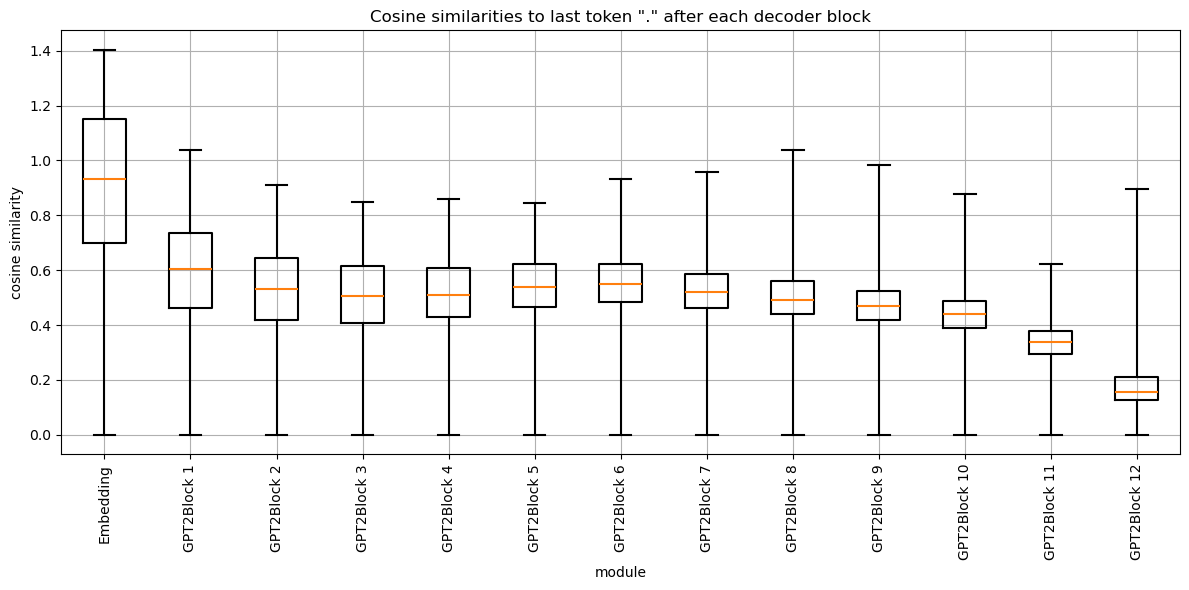 Cosine similarities to last token "." after each decoder block
cosine similarity
1.4
1.2
1.0
0.8
0.6
0.4
0.2
0.0
Embedding
GPT2Block 1
GPT2Block 2
GPT2Block 3
GPT2Block 4
GPT2Block 5
GPT2Block 6
GPT2Block 7
GPT2Block 8
GPT2Block 9
GPT2Block 10
GPT2Block 11
GPT2Block 12
module